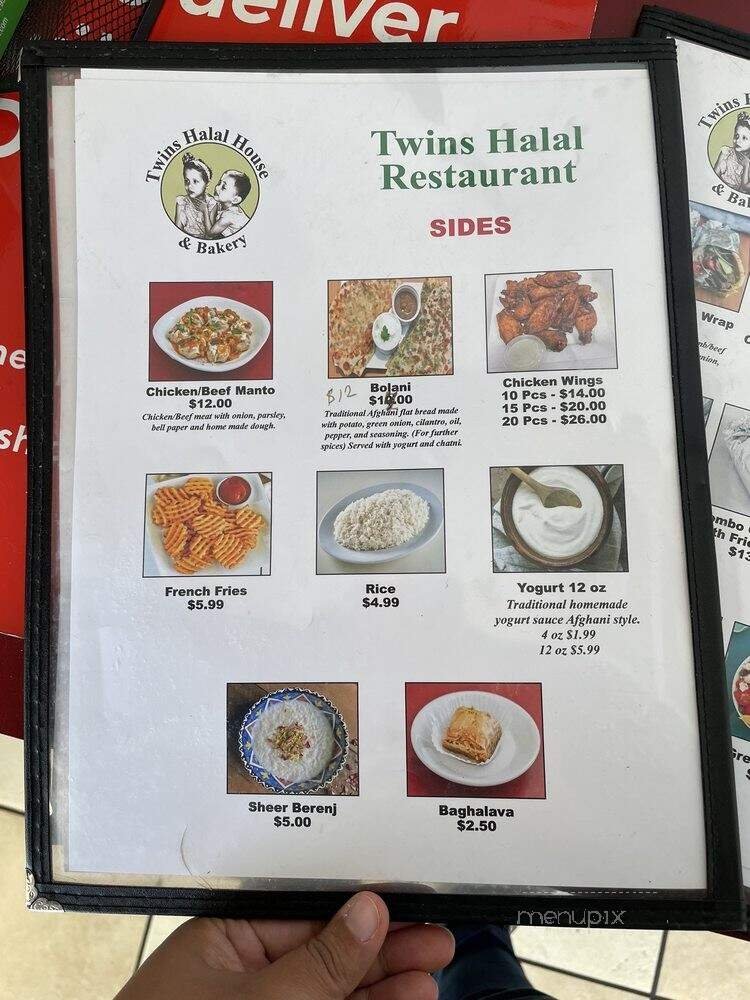 deliver
Twins Halal House
& Bakery
Twins Halal
Restaurant
SIDES
Chicken/Beef Manto
$12.00
Chicken/Beef meat with onion, parsley,
bell paper and home made dough.
$12
Bolani
Traditional Afghani flat bread made
with potato, green onion, cilantro, oil,
pepper, and seasoning. (For further
spices) Served with yogurt and chatni.
Chicken Wings
10 Pcs - $14.00
15 Pcs - $20.00
20 Pcs - $26.00
French Fries
$5.99
Rice
$4.99
Yogurt 12 oz
Traditional homemade
yogurt sauce Afghani style.
4 oz $1.99
12 oz $5.99
Sheer Berenj
$5.00
Baghalava
$2.50
Twins
Wrap
menupix